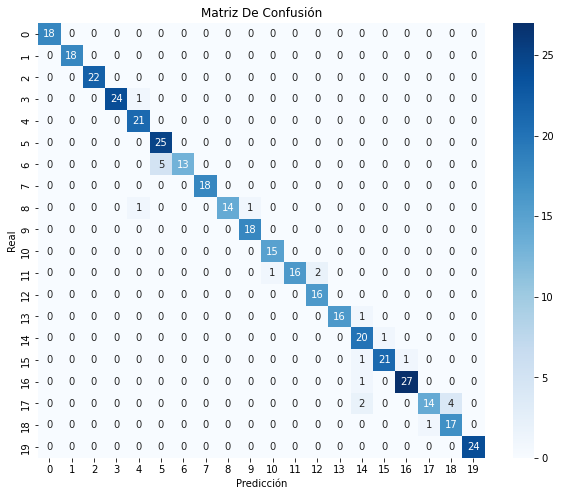 Matriz De Confusión
Real
0 18 0 0 0 0 0 0 0 0 0 0 0 0 0 0 0 0 0 0 0
1 0 18 0 0 0 0 0 0 0 0 0 0 0 0 0 0 0 0 0 0
2 0 0 22 0 0 0 0 0 0 0 0 0 0 0 0 0 0 0 0 0
3 0 0 0 24 1 0 0 0 0 0 0 0 0 0 0 0 0 0 0 0
4 0 0 0 0 21 0 0 0 0 0 0 0 0 0 0 0 0 0 0 0
5 0 0 0 0 0 25 0 0 0 0 0 0 0 0 0 0 0 0 0 0
6 0 0 0 0 0 5 13 0 0 0 0 0 0 0 0 0 0 0 0 0
7 0 0 0 0 0 0 0 18 0 0 0 0 0 0 0 0 0 0 0 0
8 0 0 0 0 1 0 0 0 14 1 0 0 0 0 0 0 0 0 0 0
9 0 0 0 0 0 0 0 0 0 18 0 0 0 0 0 0 0 0 0 0
10 0 0 0 0 0 0 0 0 0 0 15 0 0 0 0 0 0 0 0 0
11 0 0 0 0 0 0 0 0 0 0 1 16 2 0 0 0 0 0 0 0
12 0 0 0 0 0 0 0 0 0 0 0 0 16 0 0 0 0 0 0 0
13 0 0 0 0 0 0 0 0 0 0 0 0 0 16 1 0 0 0 0 0
14 0 0 0 0 0 0 0 0 0 0 0 0 0 0 20 1 0 0 0 0
15 0 0 0 0 0 0 0 0 0 0 0 0 0 0 1 21 1 0 0 0
16 0 0 0 0 0 0 0 0 0 0 0 0 0 0 1 0 27 0 0 0
17 0 0 0 0 0 0 0 0 0 0 0 0 0 0 2 0 0 14 4 0
18 0 0 0 0 0 0 0 0 0 0 0 0 0 0 0 0 0 1 17 0
19 0 0 0 0 0 0 0 0 0 0 0 0 0 0 0 0 0 0 0 24
0 1 2 3 4 5 6 7 8 9 10 11 12 13 14 15 16 17 18 19
Predicción
25
20
15
10
5
0